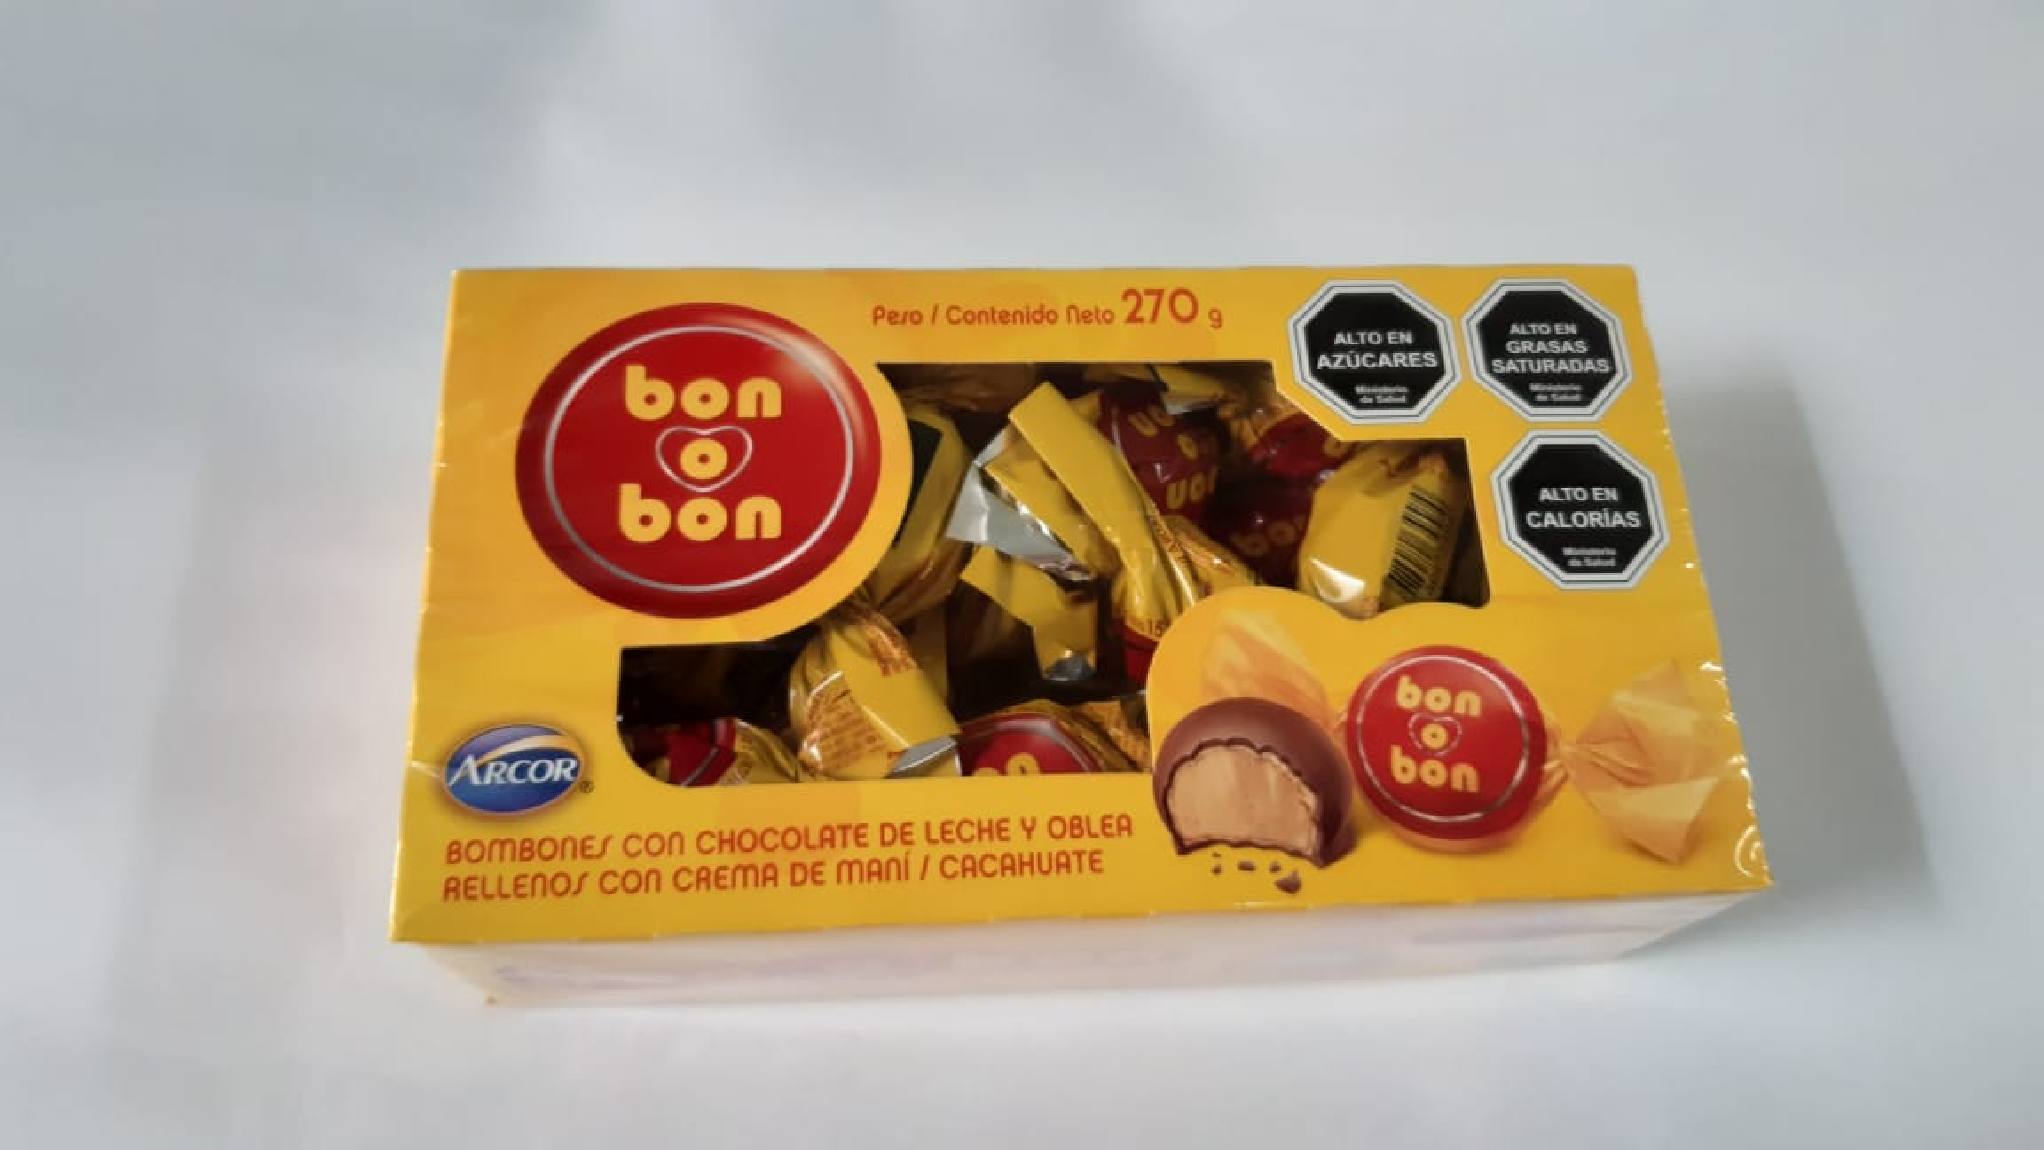 Peso / Contenido Neto 270 g
bon
o
bon
ALTO EN
AZÚCARES
Ministerio
de Salud
ALTO EN
GRASAS
SATURADAS
Ministerio
de Salud
ALTO EN
CALORÍAS
Ministerio
de Salud
bon
o
bon
ARCOR
BOMBONES CON CHOCOLATE DE LECHE Y OBLEA
RELLENOS CON CREMA DE MANÍ / CACAHUATE